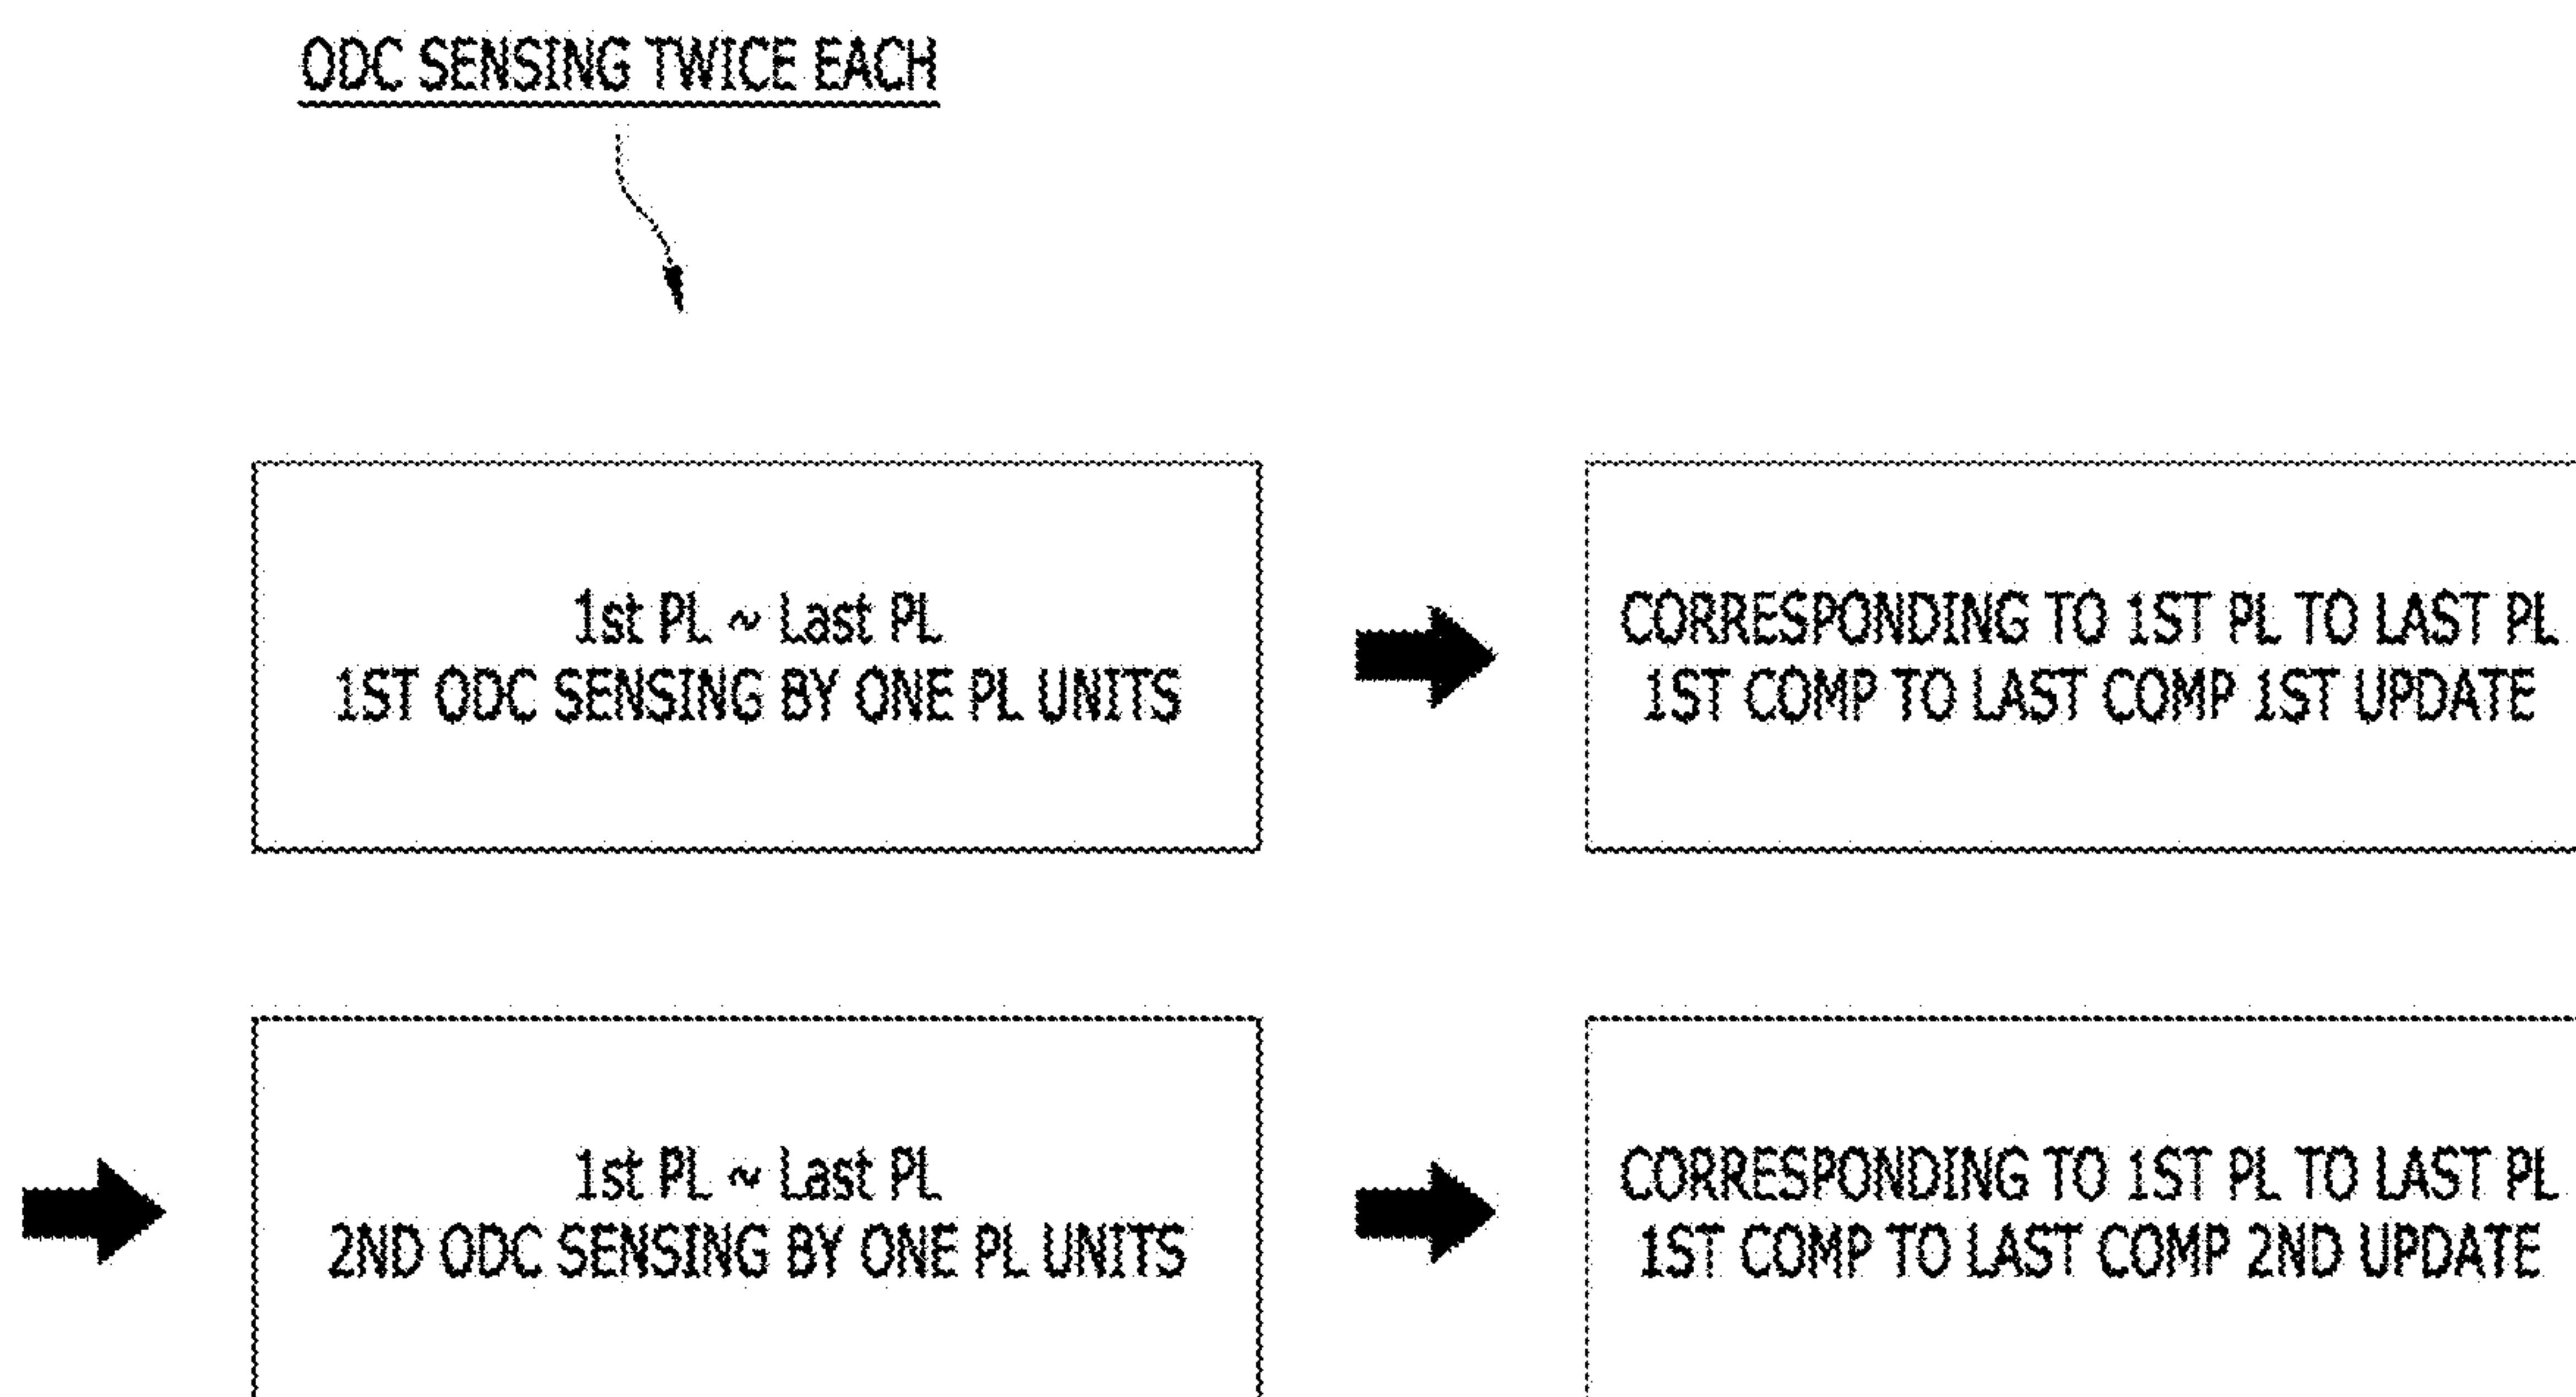 ODC SENSING TWICE EACH
1st PL ~ Last PL
1ST ODC SENSING BY ONE PL UNITS
CORRESPONDING TO 1ST PL TO LAST PL
1ST COMP TO LAST COMP 1ST UPDATE
1st PL ~ Last PL
2ND ODC SENSING BY ONE PL UNITS
CORRESPONDING TO 1ST PL TO LAST PL
1ST COMP TO LAST COMP 2ND UPDATE